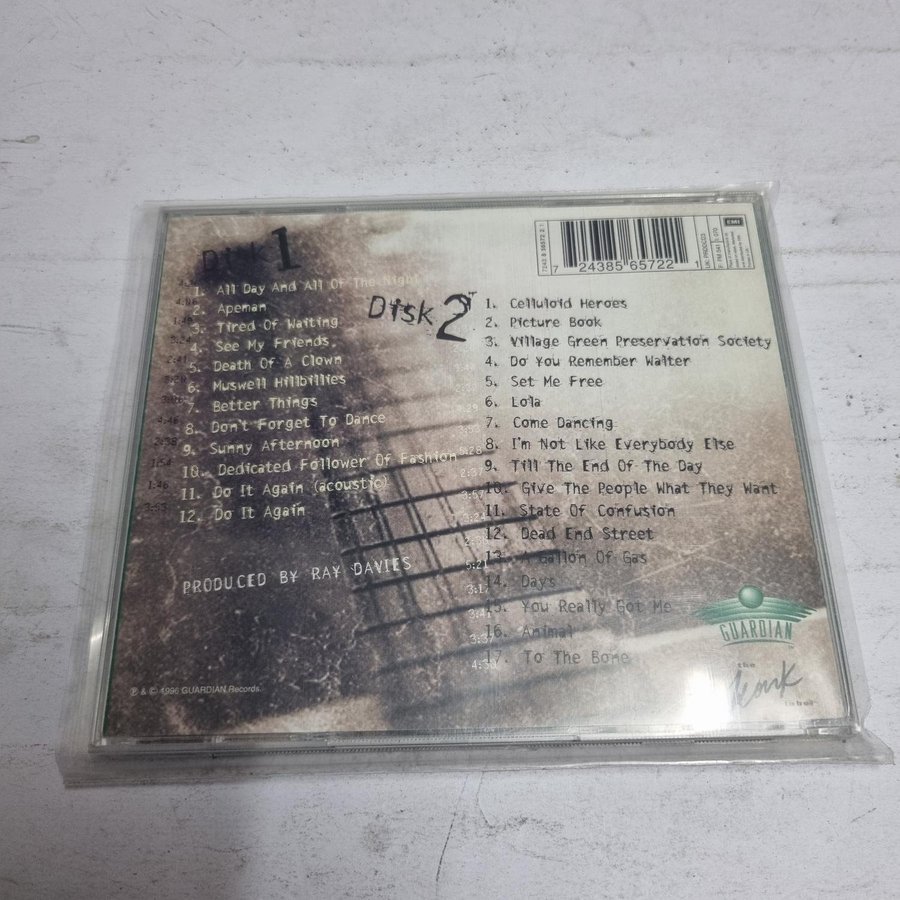 Disk 1
1. All Day And All Of The Night
2. Apeman
3. Tired Of Waiting
4. See My Friends
5. Death Of A Clown
6. Muswell Hillbillies
7. Better Things
8. Don't Forget To Dance
9. Sunny Afternoon
10. Dedicated Follower Of Fashion
11. Do It Again (acoustic)
12. Do It Again
PRODUCED BY RAY DAVIES
℗ & © 1996 GUARDIAN Records.
Disk 2
1. Celluloid Heroes
2. Picture Book
3. Village Green Preservation Society
4. Do You Remember Walter
5. Set Me Free
6. Lola
7. Come Dancing
8. I'm Not Like Everybody Else
9. Till The End Of The Day
10. Give The People What They Want
11. State Of Confusion
12. Dead End Street
13. A Gallon Of Gas
14. Days
15. You Really Got Me
16. Animal
17. To The Bone
7 24385 65722 1
EMI
GUARDIAN
the
Konk
label